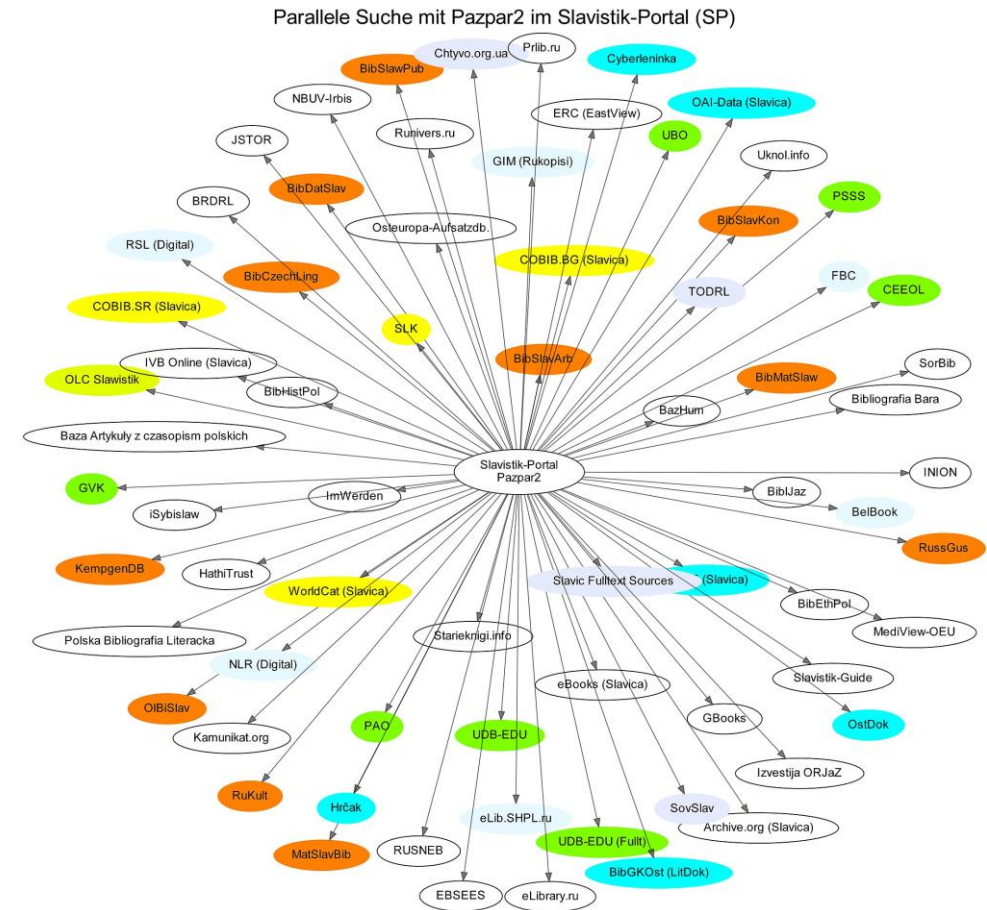 Parallele Suche mit Pazpar2 im Slavistik-Portal (SP)
Prlib.ru
Chtyvo.org.ua
Cyberleninka
BibSlawPub
NBUV-Irbis
OAI-Data (Slavica)
ERC (EastView)
Runivers.ru
UBO
JSTOR
Uknol.info
GIM (Rukopisi)
BibDatSlav
PSSS
BRDRL
BibSlavKon
Osteuropa-Aufsatzdb.
RSL (Digital)
COBIB.BG (Slavica)
BibCzechLing
FBC
CEEOL
TODRL
COBIB.SR (Slavica)
SLK
BibSlavArb
IVB Online (Slavica)
SorBib
OLC Slawistik
BibMatSlaw
BibHistPol
Bibliografia Bara
BazHum
Baza Artykuły z czasopism polskich
Slavistik-Portal
Pazpar2
INION
GVK
ImWerden
BiblJaz
iSybislaw
BelBook
RussGus
KempgenDB
HathiTrust
Slavic Fulltext Sources
(Slavica)
WorldCat (Slavica)
BibEthPol
MediView-OEU
Starieknigi.info
Polska Bibliografia Literacka
NLR (Digital)
Slavistik-Guide
eBooks (Slavica)
OlBiSlav
GBooks
OstDok
PAO
UDB-EDU
Kamunikat.org
Izvestija ORJaZ
RuKult
Hrčak
SovSlav
eLib.SHPL.ru
Archive.org (Slavica)
UDB-EDU (Fullt)
RUSNEB
MatSlavBib
BibGKOst (LitDok)
EBSEES
eLibrary.ru